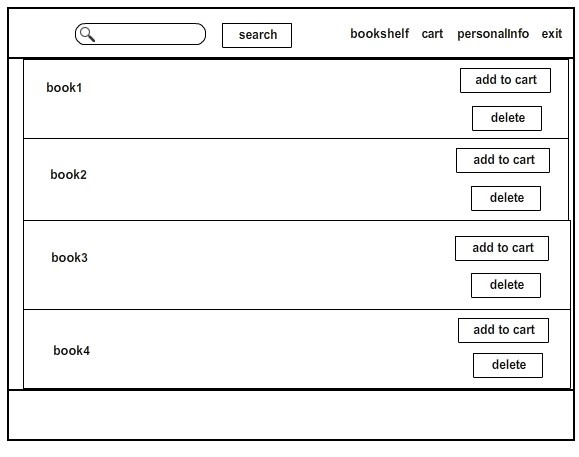 search bookshelf cart personalInfo exit
book1
add to cart
delete
book2
add to cart
delete
book3
add to cart
delete
book4
add to cart
delete